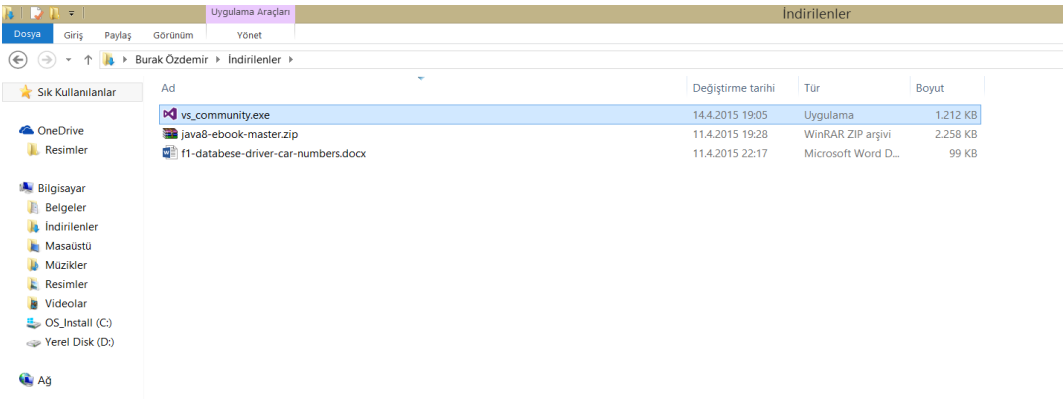 Uygulama Araçları
İndirilenler
Dosya Giriş Paylaş Görünüm Yönet
Burak Özdemir İndirilenler
Sık Kullanılanlar
OneDrive
Resimler
Bilgisayar
Belgeler
İndirilenler
Masaüstü
Müzikler
Resimler
Videolar
OS_Install (C:)
Yerel Disk (D:)
Ağ
Ad Değiştirme tarihi Tür Boyut
vs_community.exe 14.4.2015 19:05 Uygulama 1.212 KB
java8-ebook-master.zip 11.4.2015 19:28 WinRAR ZIP arşivi 2.258 KB
f1-databese-driver-car-numbers.docx 11.4.2015 22:17 Microsoft Word D... 99 KB